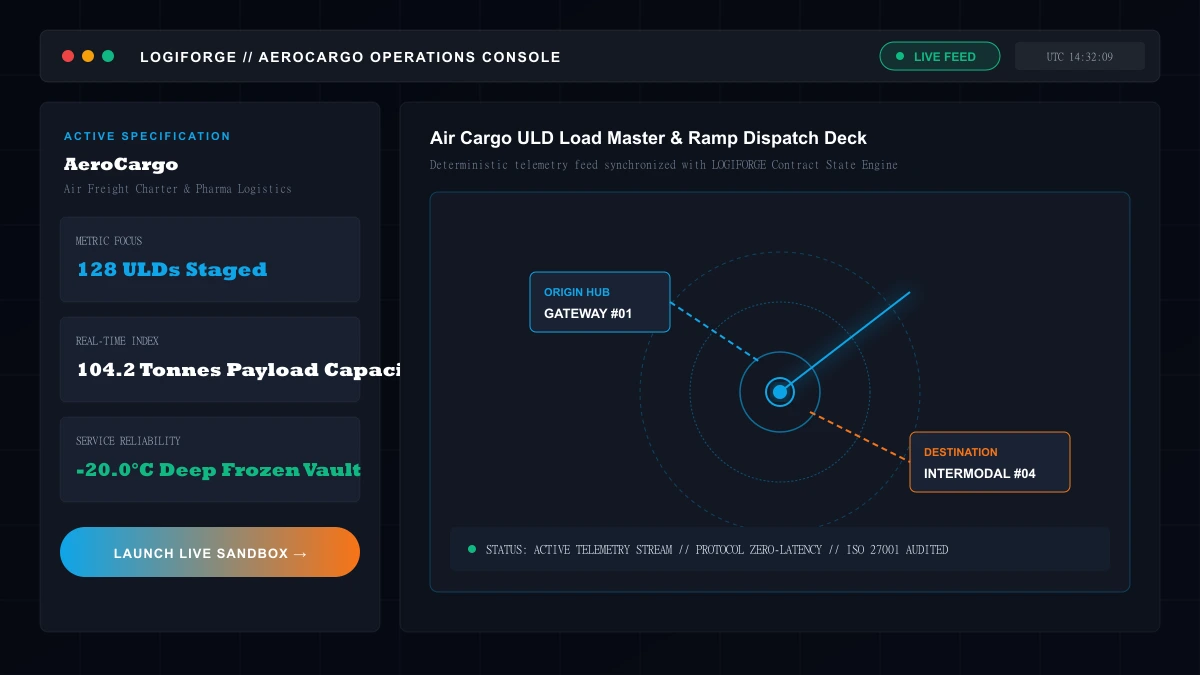 LOGIFORGE // AEROCARGO OPERATIONS CONSOLE
LIVE FEED
UTC 14:32:09
ACTIVE SPECIFICATION
AeroCargo
Air Freight Charter & Pharma Logistics
METRIC FOCUS
128 ULDs Staged
REAL-TIME INDEX
104.2 Tonnes Payload Capaci
SERVICE RELIABILITY
-20.0°C Deep Frozen Vault
LAUNCH LIVE SANDBOX →
Air Cargo ULD Load Master & Ramp Dispatch Deck
Deterministic telemetry feed synchronized with LOGIFORGE Contract State Engine
ORIGIN HUB
GATEWAY #01
DESTINATION
INTERMODAL #04
STATUS: ACTIVE TELEMETRY STREAM // PROTOCOL ZERO-LATENCY // ISO 27001 AUDITED